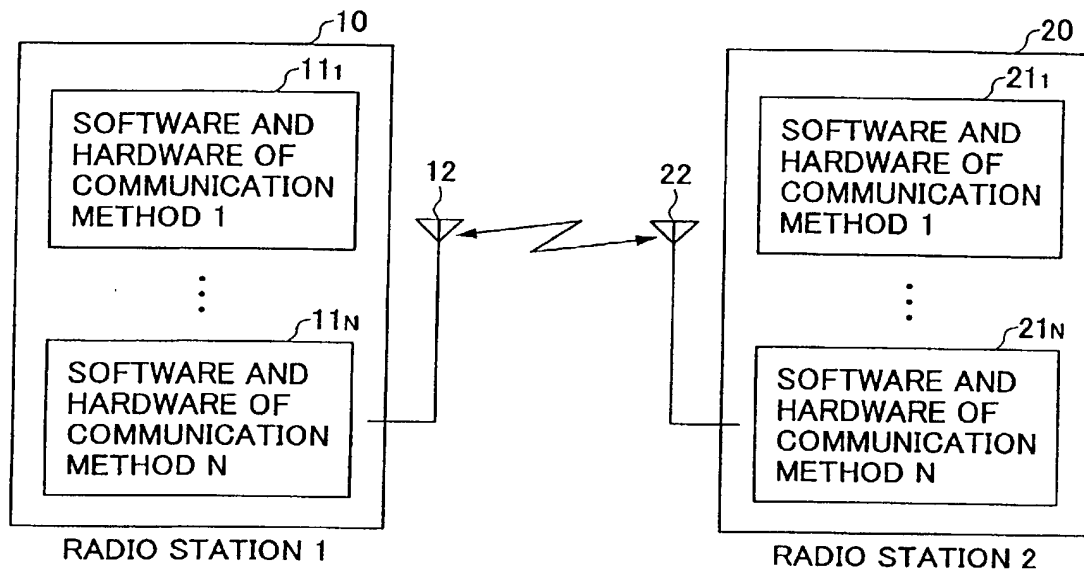 10
11₁
SOFTWARE AND
HARDWARE OF
COMMUNICATION
METHOD 1
11N
SOFTWARE AND
HARDWARE OF
COMMUNICATION
METHOD N
RADIO STATION 1
12
22
20
21₁
SOFTWARE AND
HARDWARE OF
COMMUNICATION
METHOD 1
21N
SOFTWARE AND
HARDWARE OF
COMMUNICATION
METHOD N
RADIO STATION 2